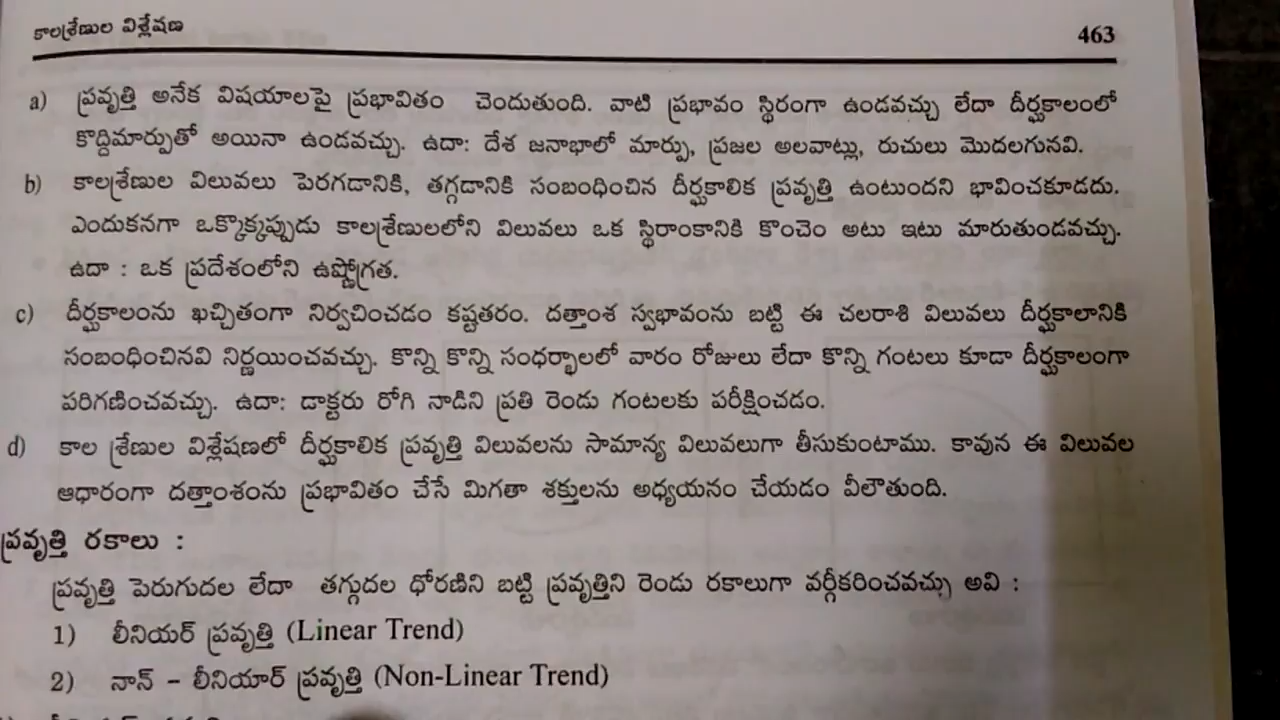 కాలశ్రేణుల విశ్లేషణ
463
a) ప్రవృత్తి అనేక విషయాలపై ప్రభావితం చెందుతుంది. వాటి ప్రభావం స్థిరంగా ఉండవచ్చు లేదా దీర్ఘకాలంలో
కొద్దిమార్పుతో అయినా ఉండవచ్చు. ఉదా: దేశ జనాభాలో మార్పు, ప్రజల అలవాట్లు, రుచులు మొదలగునవి.
b) కాలశ్రేణుల విలువలు పెరగడానికి, తగ్గడానికి సంబంధించిన దీర్ఘకాలిక ప్రవృత్తి ఉంటుందని భావించకూడదు.
ఎందుకనగా ఒక్కొక్కప్పుడు కాలశ్రేణులలోని విలువలు ఒక స్థిరాంకానికి కొంచెం అటు ఇటు మారుతుండవచ్చు.
ఉదా : ఒక ప్రదేశంలోని ఉష్ణోగ్రత.
c) దీర్ఘకాలంను ఖచ్చితంగా నిర్వచించడం కష్టతరం. దత్తాంశ స్వభావంను బట్టి ఈ చలరాశి విలువలు దీర్ఘకాలానికి
సంబంధించినవి నిర్ణయించవచ్చు. కొన్ని కొన్ని సంధర్భాలలో వారం రోజులు లేదా కొన్ని గంటలు కూడా దీర్ఘకాలంగా
పరిగణించవచ్చు. ఉదా: డాక్టరు రోగి నాడిని ప్రతి రెండు గంటలకు పరీక్షించడం.
d) కాల శ్రేణుల విశ్లేషణలో దీర్ఘకాలిక ప్రవృత్తి విలువలను సామాన్య విలువలుగా తీసుకుంటాము. కావున ఈ విలువల
ఆధారంగా దత్తాంశంను ప్రభావితం చేసే మిగతా శక్తులను అధ్యయనం చేయడం వీలౌతుంది.
ప్రవృత్తి రకాలు :
ప్రవృత్తి పెరుగుదల లేదా తగ్గుదల ధోరణిని బట్టి ప్రవృత్తిని రెండు రకాలుగా వర్గీకరించవచ్చు అవి :
1) లీనియర్ ప్రవృత్తి (Linear Trend)
2) నాన్ - లీనియార్ ప్రవృత్తి (Non-Linear Trend)